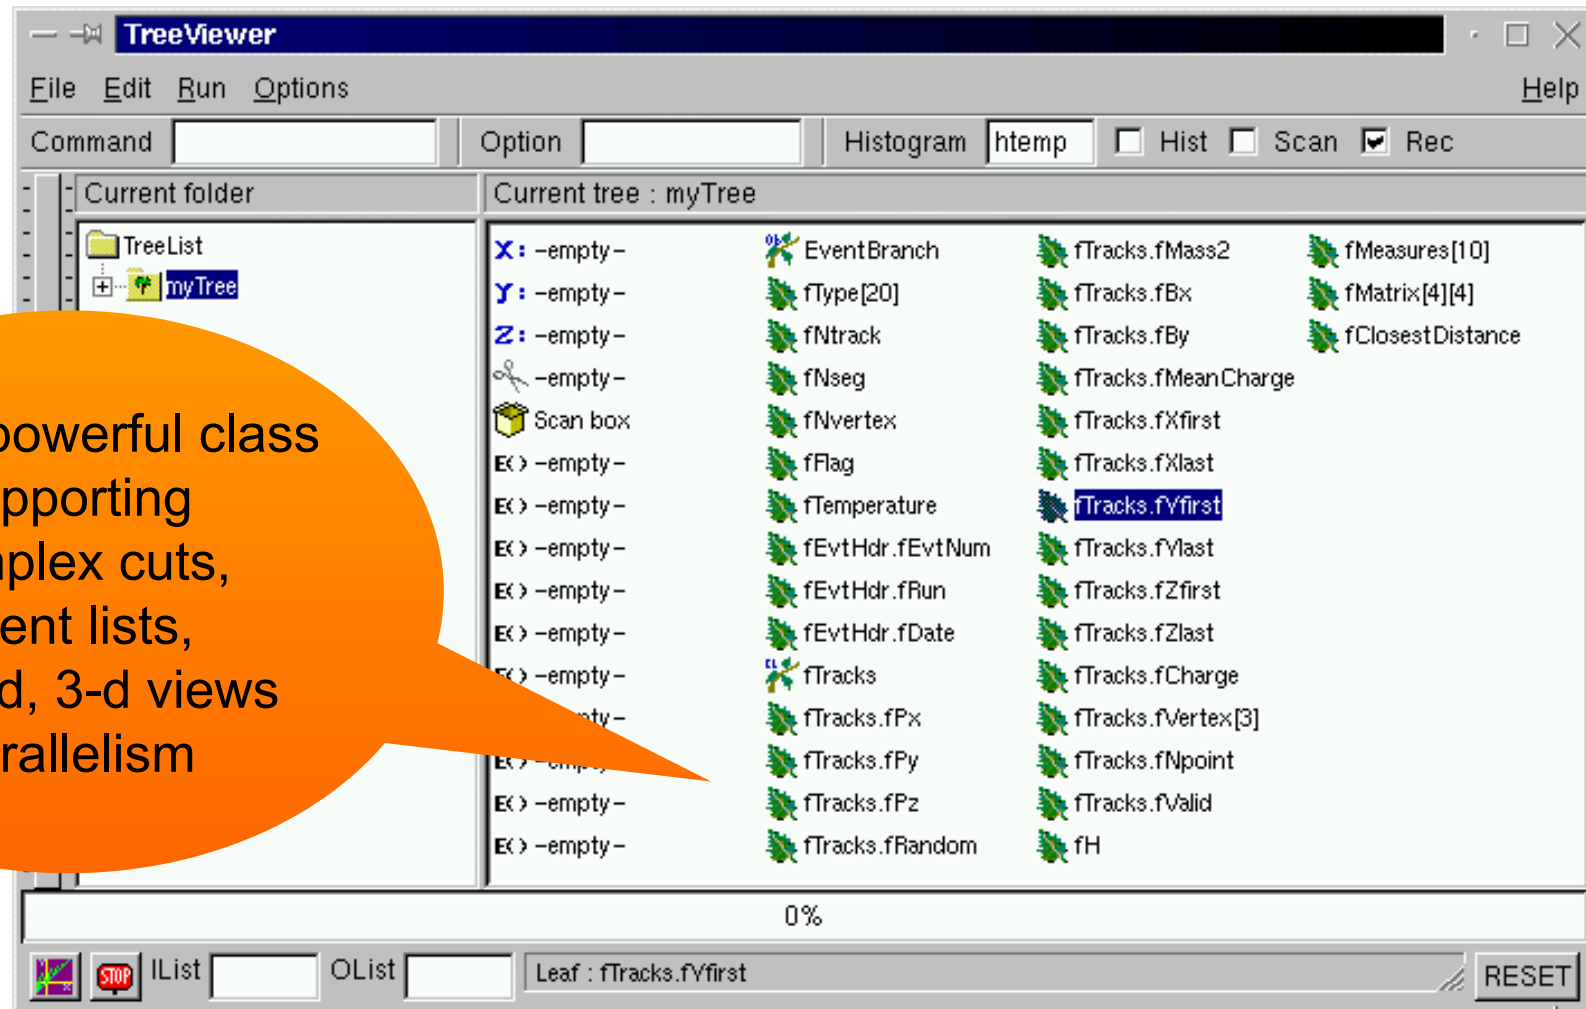 TreeViewer
File Edit Run Options Help
Command Option Histogram htemp Hist Scan Rec
Current folder
TreeList
myTree
Current tree : myTree
X: -empty-
Y: -empty-
Z: -empty-
-empty-
Scan box
E() -empty-
E() -empty-
E() -empty-
E() -empty-
E() -empty-
-empty-
E() -empty-
E() -empty-
E() -empty-
EventBranch
fType[20]
fNtrack
fNseg
fNvertex
fFlag
fTemperature
fEvtHdr.fEvtNum
fEvtHdr.fRun
fEvtHdr.fDate
fTracks
fTracks.fPx
fTracks.fPy
fTracks.fPz
fTracks.fRandom
fTracks.fMass2
fTracks.fBx
fTracks.fBy
fTracks.fMeanCharge
fTracks.fXfirst
fTracks.fXlast
fTracks.fYfirst
fTracks.fYlast
fTracks.fZfirst
fTracks.fZlast
fTracks.fCharge
fTracks.fVertex[3]
fTracks.fNpoint
fTracks.fValid
fH
fMeasures[10]
fMatrix[4][4]
fClosestDistance
powerful class
pporting
plex cuts,
ent lists,
d, 3-d views
rallelism
0%
STOP IList OList Leaf : fTracks.fYfirst RESET